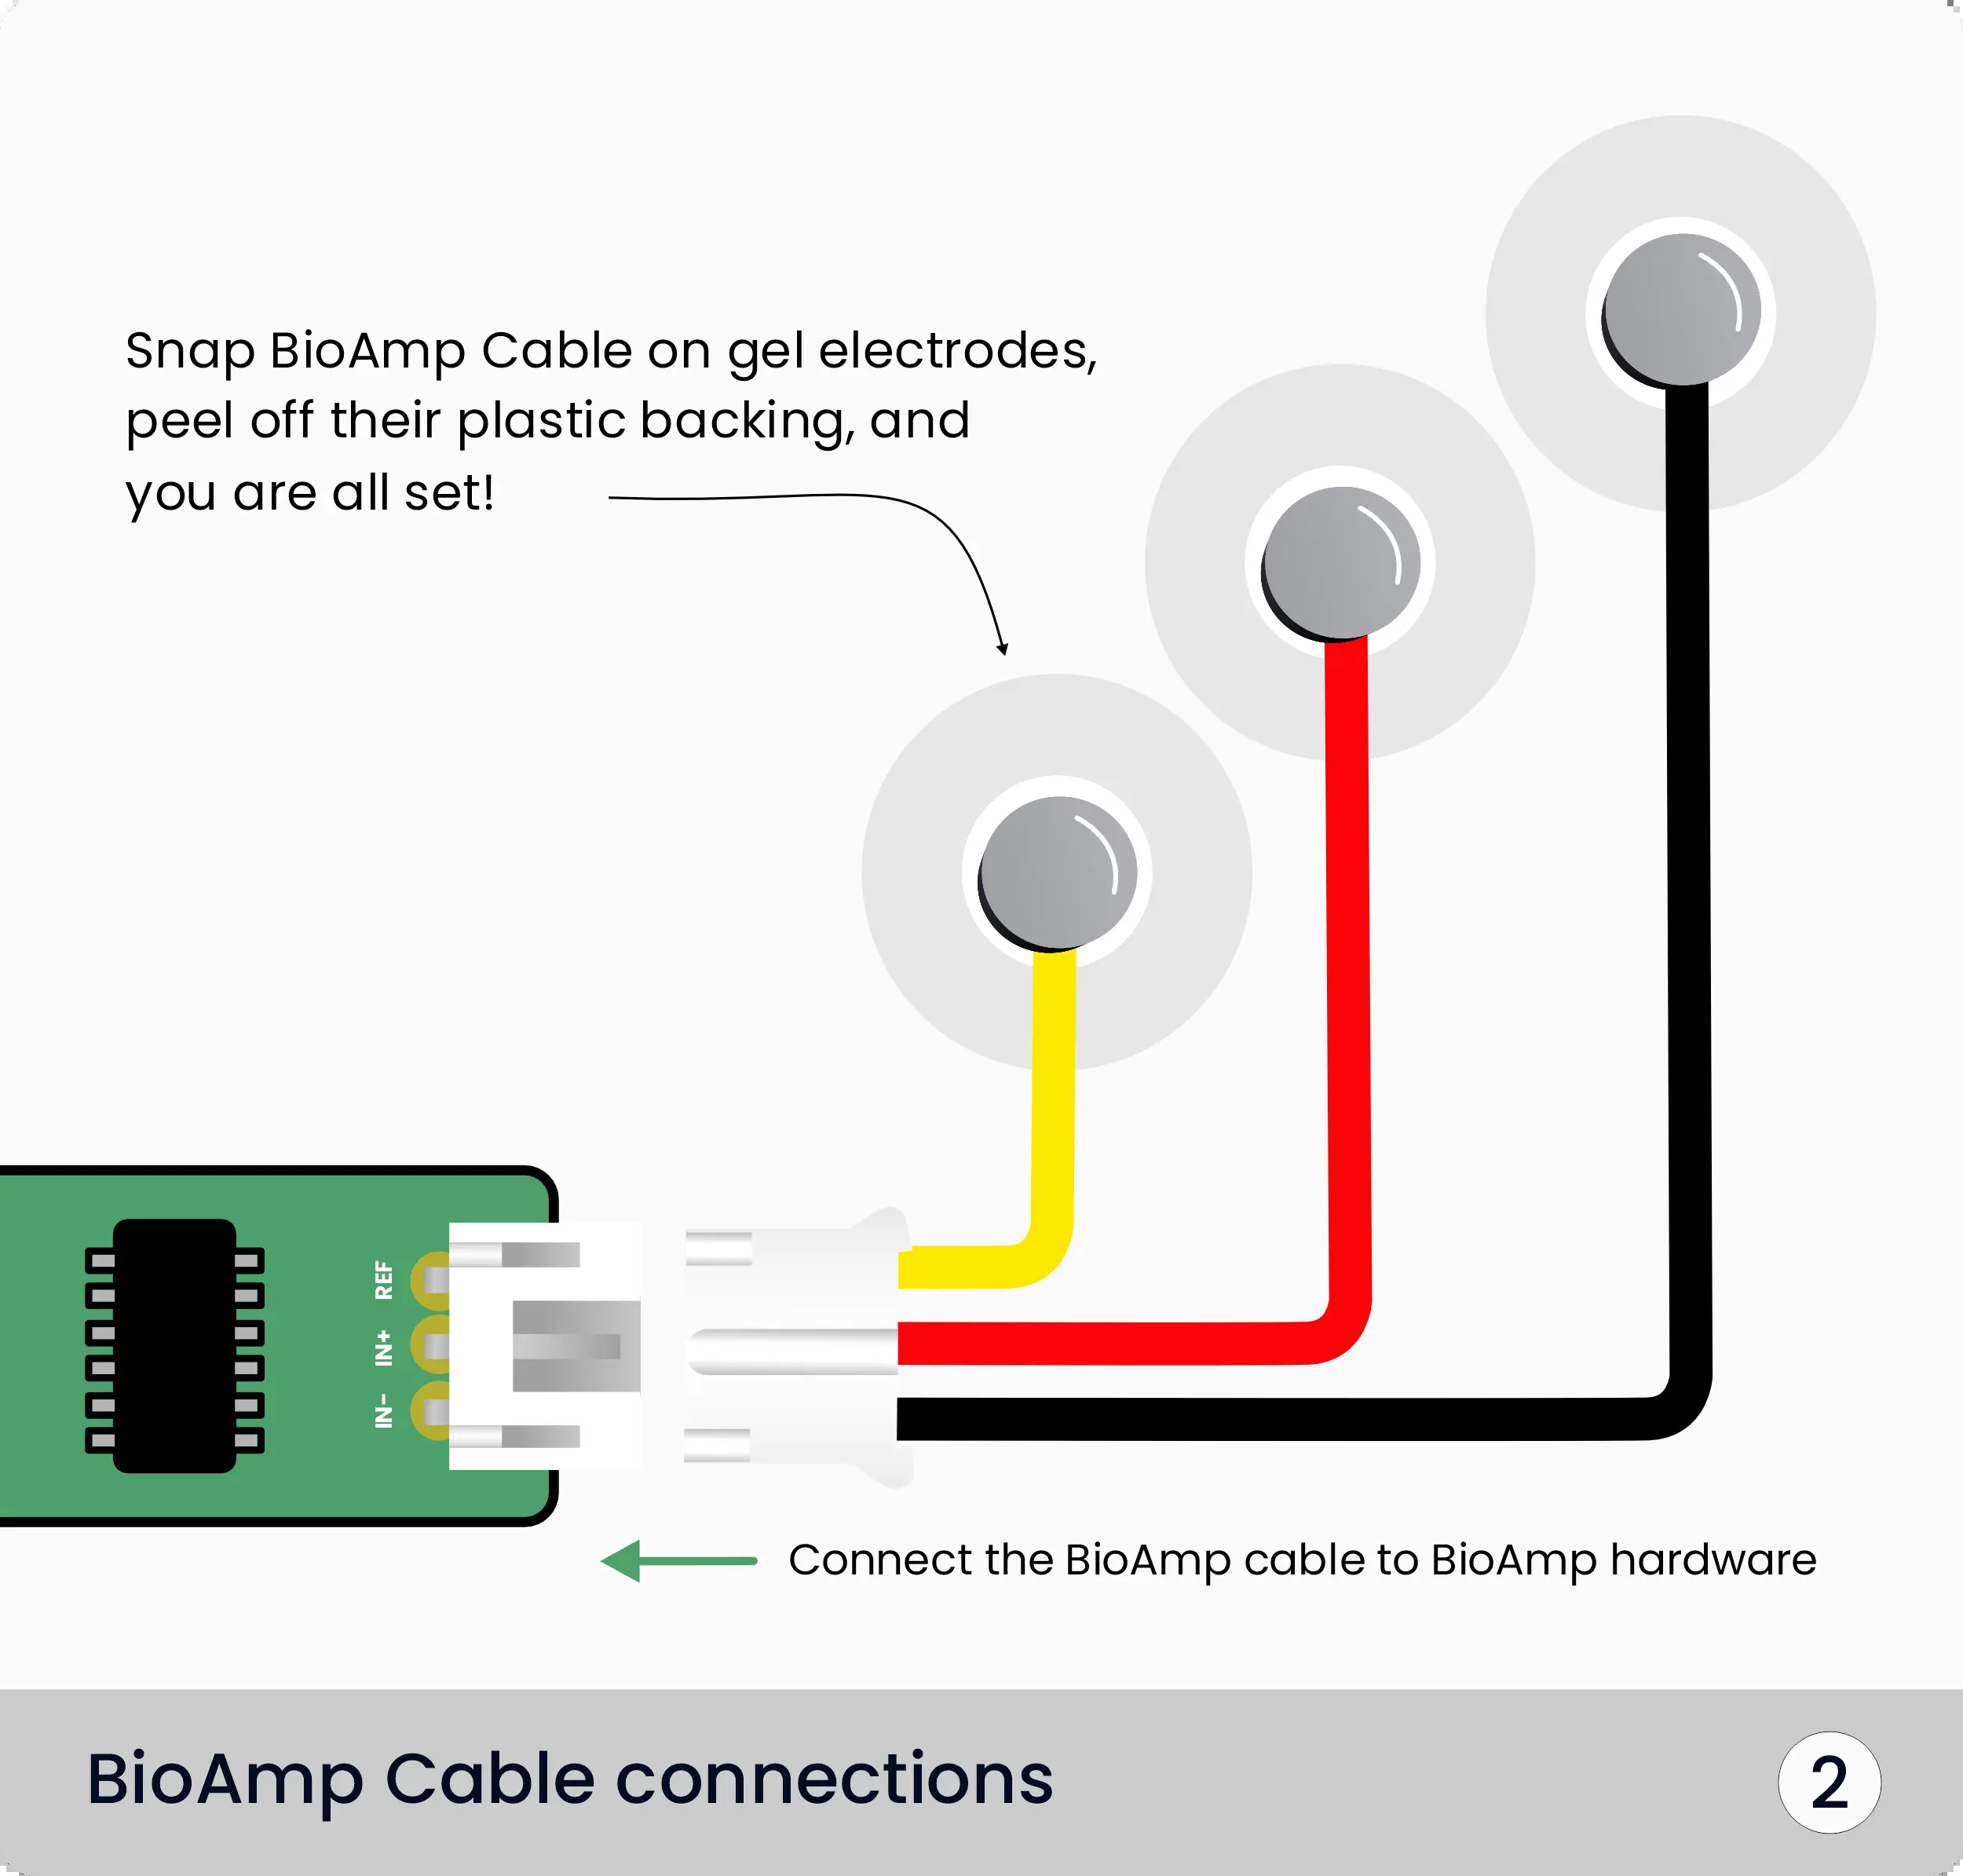 Snap BioAmp Cable on gel electrodes,
peel off their plastic backing, and
you are all set!
REF
IN+
IN-
Connect the BioAmp cable to BioAmp hardware
BioAmp Cable connections
2